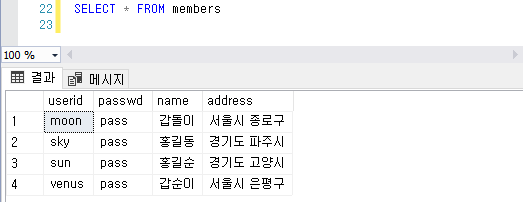 22 SELECT * FROM members
23
100 %
결과 메시지
userid passwd name address
1 moon pass 갑돌이 서울시 종로구
2 sky pass 홍길동 경기도 파주시
3 sun pass 홍길순 경기도 고양시
4 venus pass 갑순이 서울시 은평구